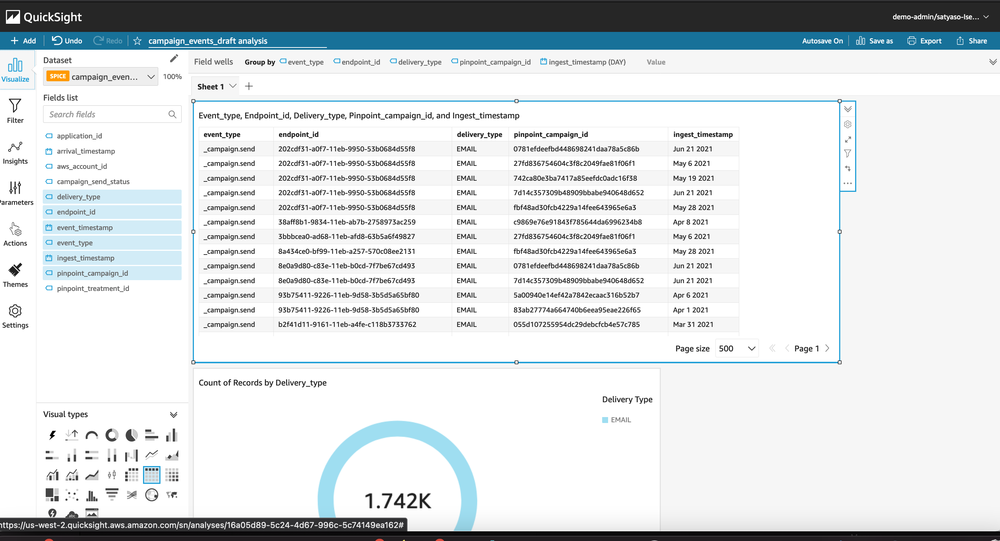 QuickSight
demo-admin/satyaso-Ise...
Add
Undo
Redo
campaign_events_draft analysis
Autosave On
Save as
Export
Share
Visualize
Filter
Insights
Parameters
Actions
Themes
Settings
Dataset
SPICE campaign_even... 100%
Fields list
Search fields
application_id
arrival_timestamp
aws_account_id
campaign_send_status
delivery_type
endpoint_id
event_timestamp
event_type
ingest_timestamp
pinpoint_campaign_id
pinpoint_treatment_id
Visual types
abc
Field wells Group by event_type endpoint_id delivery_type pinpoint_campaign_id ingest_timestamp (DAY) Value
Sheet 1
Event_type, Endpoint_id, Delivery_type, Pinpoint_campaign_id, and Ingest_timestamp
event_type endpoint_id delivery_type pinpoint_campaign_id ingest_timestamp
_campaign.send 202cdf31-a0f7-11eb-9950-53b0684d55f8 EMAIL 0781efdeefbd448698241daa78a5c86b Jun 21 2021
_campaign.send 202cdf31-a0f7-11eb-9950-53b0684d55f8 EMAIL 27fd836754604c3f8c2049fae81f06f1 May 6 2021
_campaign.send 202cdf31-a0f7-11eb-9950-53b0684d55f8 EMAIL 742ca80e3ba7417a85eefdc0adc16f38 May 19 2021
_campaign.send 202cdf31-a0f7-11eb-9950-53b0684d55f8 EMAIL 7d14c357309b48909bbabe940648d652 Jun 21 2021
_campaign.send 202cdf31-a0f7-11eb-9950-53b0684d55f8 EMAIL fbf48ad30fcb4229a14fee643965e6a3 May 28 2021
_campaign.send 38aff8b1-9834-11eb-ab7b-2758973ac259 EMAIL c9869e76e91843f785644da6996234b8 Apr 8 2021
_campaign.send 3bbbcea0-ad68-11eb-afd8-63b5a6f49827 EMAIL 27fd836754604c3f8c2049fae81f06f1 May 6 2021
_campaign.send 8a434ce0-bf99-11eb-a257-570c08ee2131 EMAIL fbf48ad30fcb4229a14fee643965e6a3 May 28 2021
_campaign.send 8e0a9d80-c83e-11eb-b0cd-7f7be67cd493 EMAIL 0781efdeefbd448698241daa78a5c86b Jun 21 2021
_campaign.send 8e0a9d80-c83e-11eb-b0cd-7f7be67cd493 EMAIL 7d14c357309b48909bbabe940648d652 Jun 21 2021
_campaign.send 93b75411-9226-11eb-9d58-3b5d5a65bf80 EMAIL 5a00940e14ef42a7842ecaac316b52b7 Apr 6 2021
_campaign.send 93b75411-9226-11eb-9d58-3b5d5a65bf80 EMAIL 83ab27774a664740b6eea95eae226f65 Apr 1 2021
_campaign.send b2f41d11-9161-11eb-a4fe-c118b3733762 EMAIL 055d107255954dc29debcfcb4e57c785 Mar 31 2021
Page size 500 Page 1
Count of Records by Delivery_type
Delivery Type
EMAIL
1.742K
https://us-west-2.quicksight.aws.amazon.com/sn/analyses/16a05d89-5c24-4d67-996c-5c74149ea162#